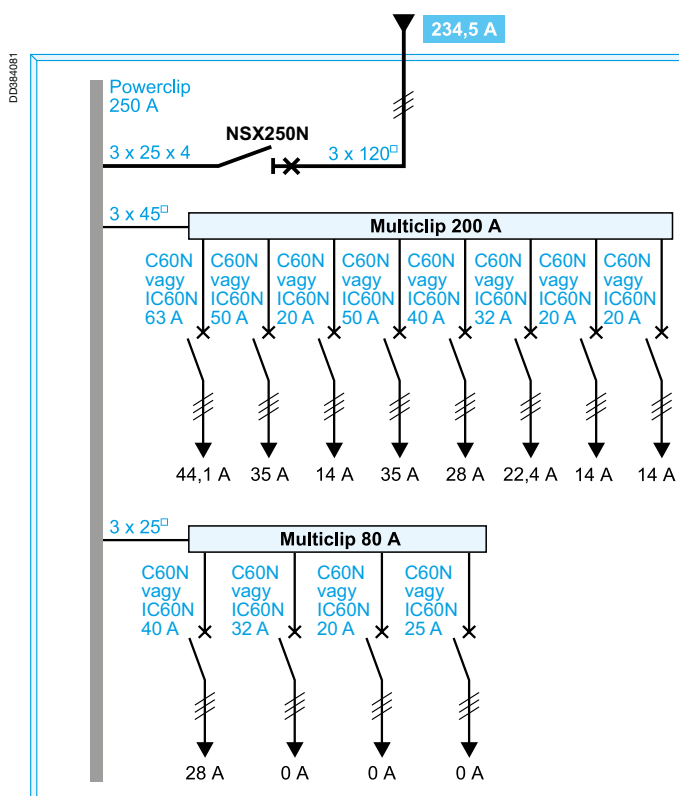 DD384081
234,5 A
Powerclip
250 A
NSX250N
3 x 25 x 4
3 x 120□
3 x 45□
Multiclip 200 A
C60N
vagy
IC60N
63 A
C60N
vagy
IC60N
50 A
C60N
vagy
IC60N
20 A
C60N
vagy
IC60N
50 A
C60N
vagy
IC60N
40 A
C60N
vagy
IC60N
32 A
C60N
vagy
IC60N
20 A
C60N
vagy
IC60N
20 A
44,1 A
35 A
14 A
35 A
28 A
22,4 A
14 A
14 A
3 x 25□
Multiclip 80 A
C60N
vagy
IC60N
40 A
C60N
vagy
IC60N
32 A
C60N
vagy
IC60N
20 A
C60N
vagy
IC60N
25 A
28 A
0 A
0 A
0 A